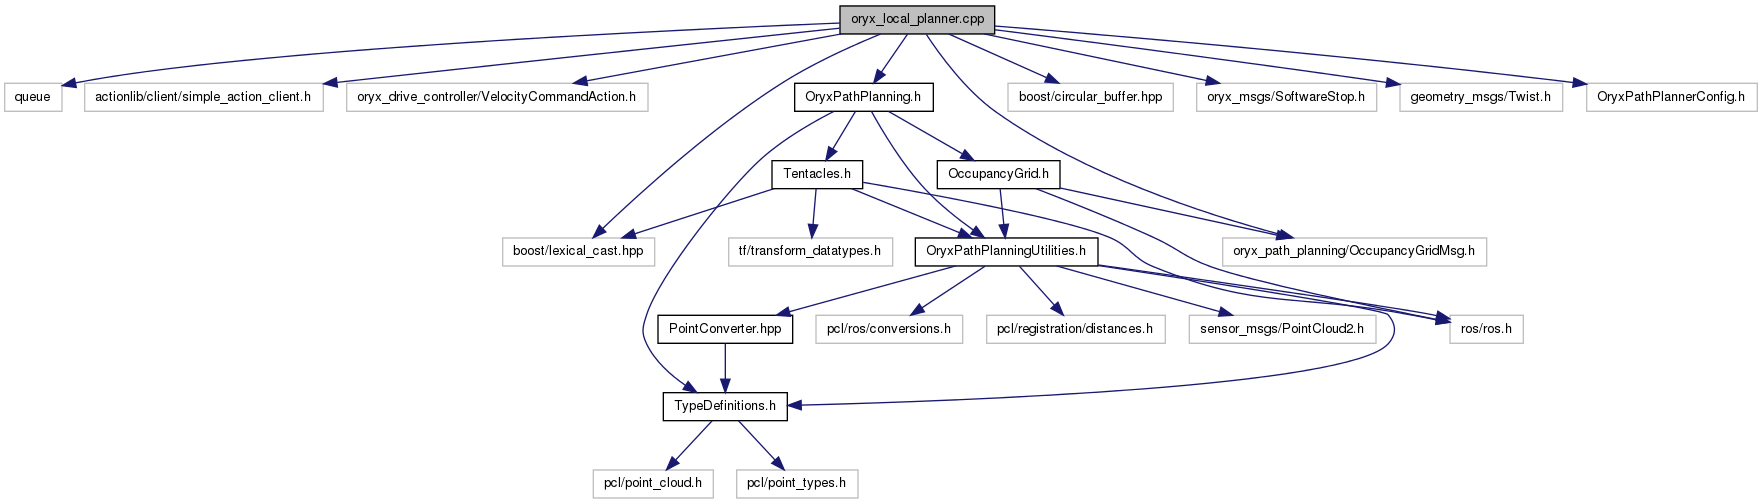 oryx_local_planner.cpp
queue
actionlib/client/simple_action_client.h
oryx_drive_controller/VelocityCommandAction.h
OryxPathPlanning.h
boost/circular_buffer.hpp
oryx_msgs/SoftwareStop.h
geometry_msgs/Twist.h
OryxPathPlannerConfig.h
Tentacles.h
OccupancyGrid.h
boost/lexical_cast.hpp
tf/transform_datatypes.h
OryxPathPlanningUtilities.h
oryx_path_planning/OccupancyGridMsg.h
PointConverter.hpp
pcl/ros/conversions.h
pcl/registration/distances.h
sensor_msgs/PointCloud2.h
ros/ros.h
TypeDefinitions.h
pcl/point_cloud.h
pcl/point_types.h